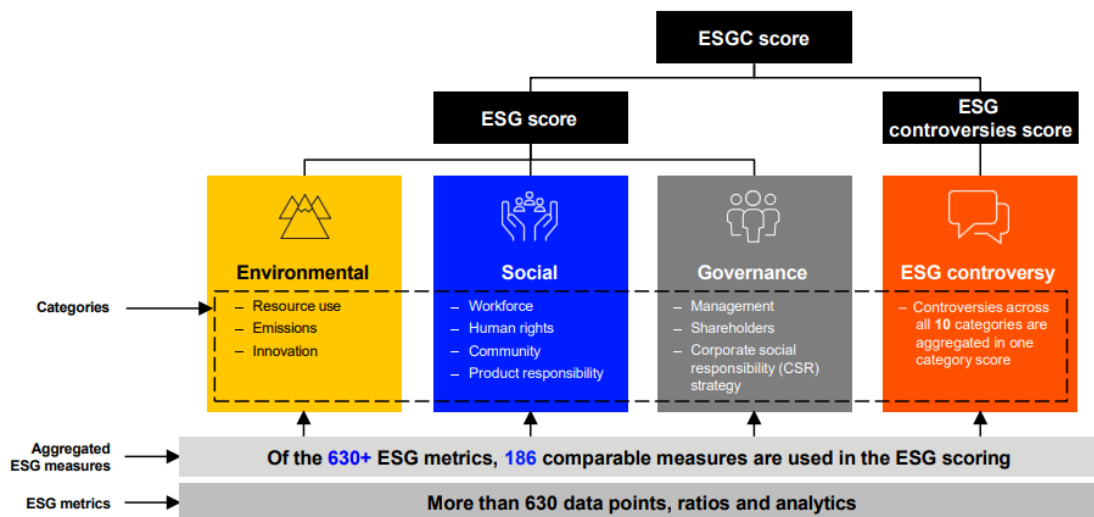 ESGC score
ESG score
ESG
controversies score
Environmental
Social
Governance
ESG controversy
Categories
– Resource use
– Emissions
– Innovation
– Workforce
– Human rights
– Community
– Product responsibility
– Management
– Shareholders
– Corporate social
responsibility (CSR)
strategy
– Controversies across
all 10 categories are
aggregated in one
category score
Aggregated
ESG measures
Of the 630+ ESG metrics, 186 comparable measures are used in the ESG scoring
ESG metrics
More than 630 data points, ratios and analytics